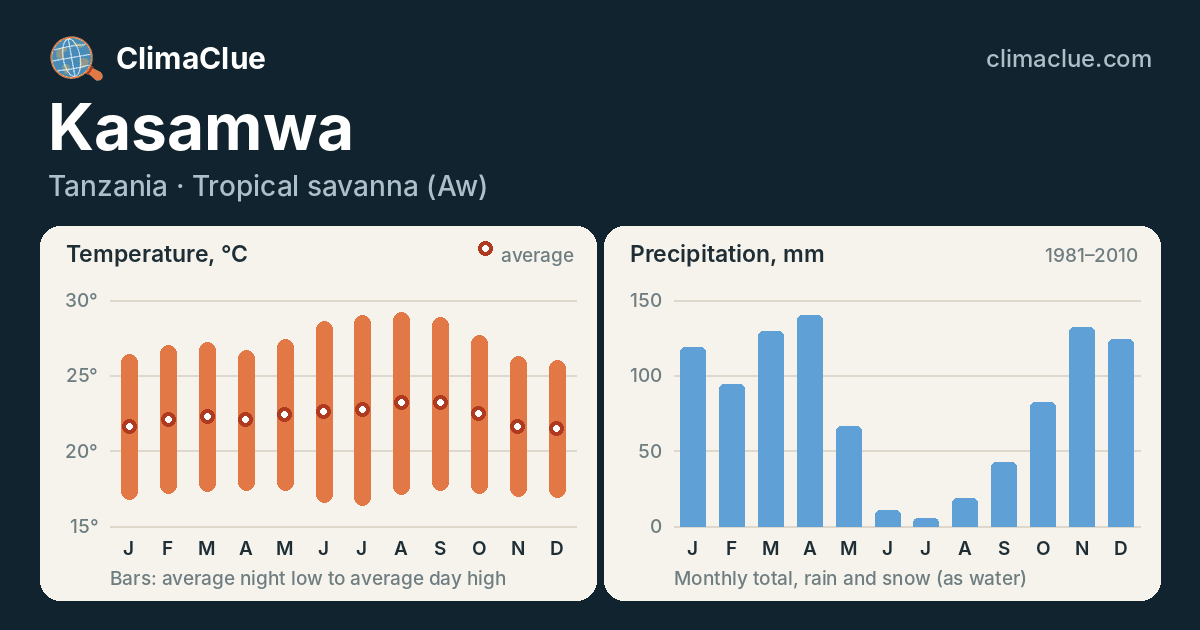 ClimaClue
climaclue.com
Kasamwa
Tanzania · Tropical savanna (Aw)
Temperature, °C
average
30°
25°
20°
15°
J F M A M J J A S O N D
Bars: average night low to average day high
Precipitation, mm
1981–2010
150
100
50
0
J F M A M J J A S O N D
Monthly total, rain and snow (as water)